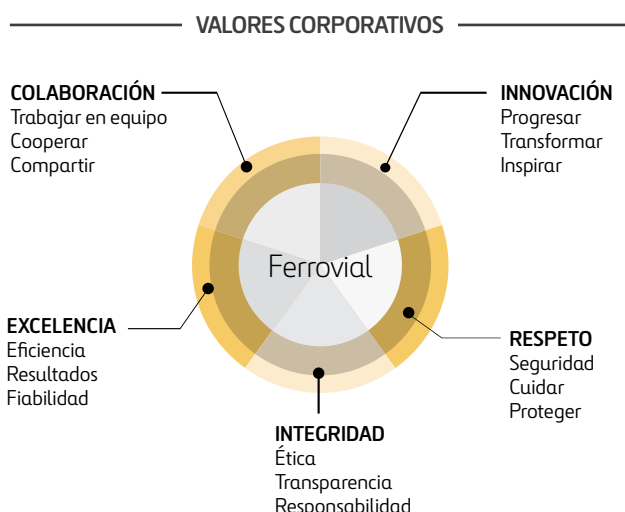 VALORES CORPORATIVOS
COLABORACIÓN
Trabajar en equipo
Cooperar
Compartir
INNOVACIÓN
Progresar
Transformar
Inspirar
Ferrovial
EXCELENCIA
Eficiencia
Resultados
Fiabilidad
RESPETO
Seguridad
Cuidar
Proteger
INTEGRIDAD
Ética
Transparencia
Responsabilidad